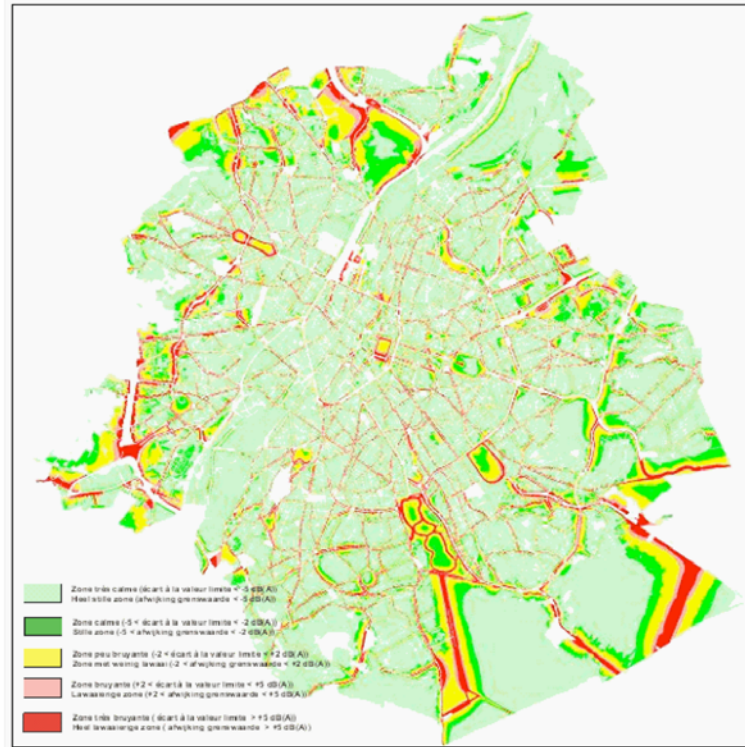 Zone très calme (écart à la valeur limite < -5 dB(A))
Heel stille zone (afwijking grenswaarde < -5 dB(A))
Zone calme (-5 < écart à la valeur limite < -2 dB(A))
Stille zone (-5 < afwijking grenswaarde < -2 dB(A))
Zone peu bruyante (-2 < écart à la valeur limite < +2 dB(A))
Zone met weinig lawaai (-2 < afwijking grenswaarde < +2 dB(A))
Zone bruyante (+2 < écart à la valeur limite < +5 dB(A))
Lawaaierige zone (+2 < afwijking grenswaarde < +5 dB(A))
Zone très bruyante ( écart à la valeur limite > +5 dB(A))
Heel lawaaierige zone ( afwijking grenswaarde > +5 dB(A))